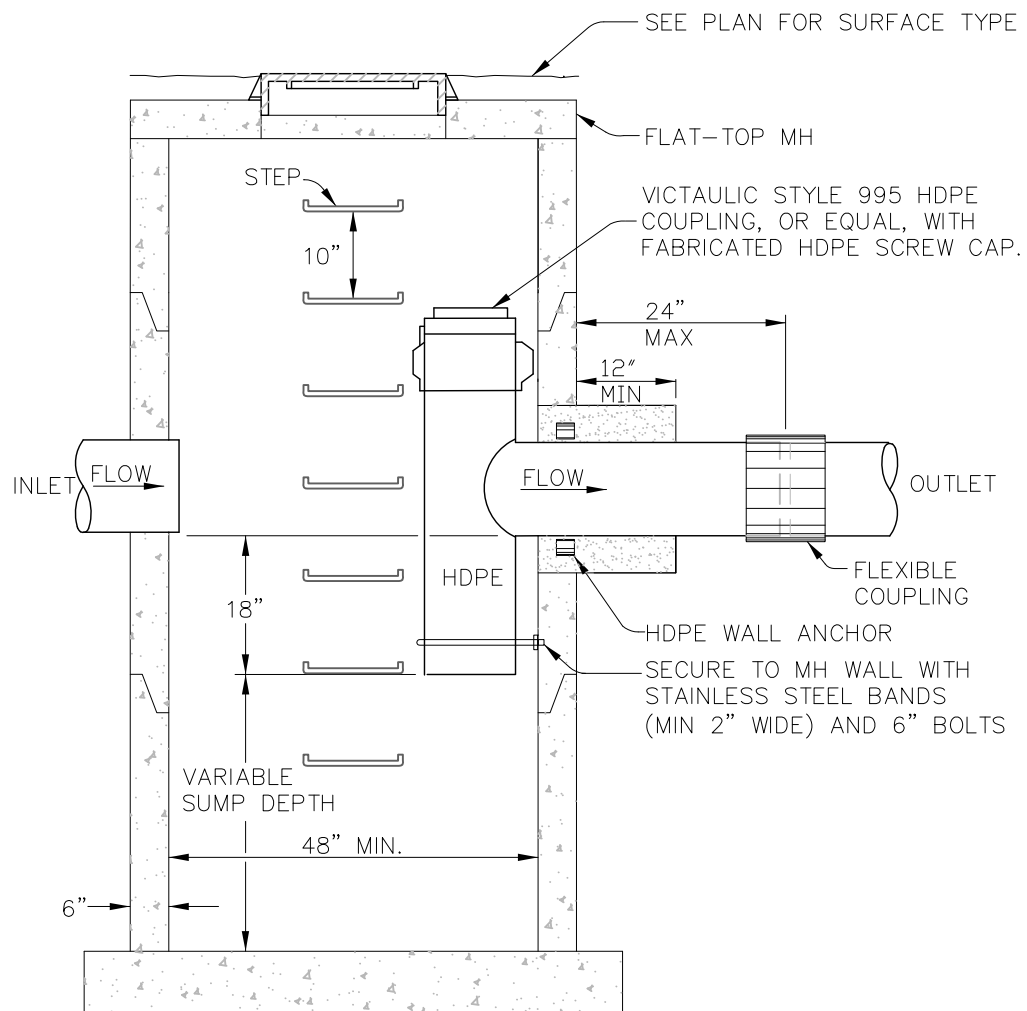 SEE PLAN FOR SURFACE TYPE
FLAT-TOP MH
STEP
VICTAULIC STYLE 995 HDPE
COUPLING, OR EQUAL, WITH
FABRICATED HDPE SCREW CAP.
10”
24”
MAX
12"
MIN
INLET
FLOW
FLOW
OUTLET
HDPE
FLEXIBLE
COUPLING
18”
HDPE WALL ANCHOR
SECURE TO MH WALL WITH
STAINLESS STEEL BANDS
(MIN 2” WIDE) AND 6” BOLTS
VARIABLE
SUMP DEPTH
48” MIN.
6”